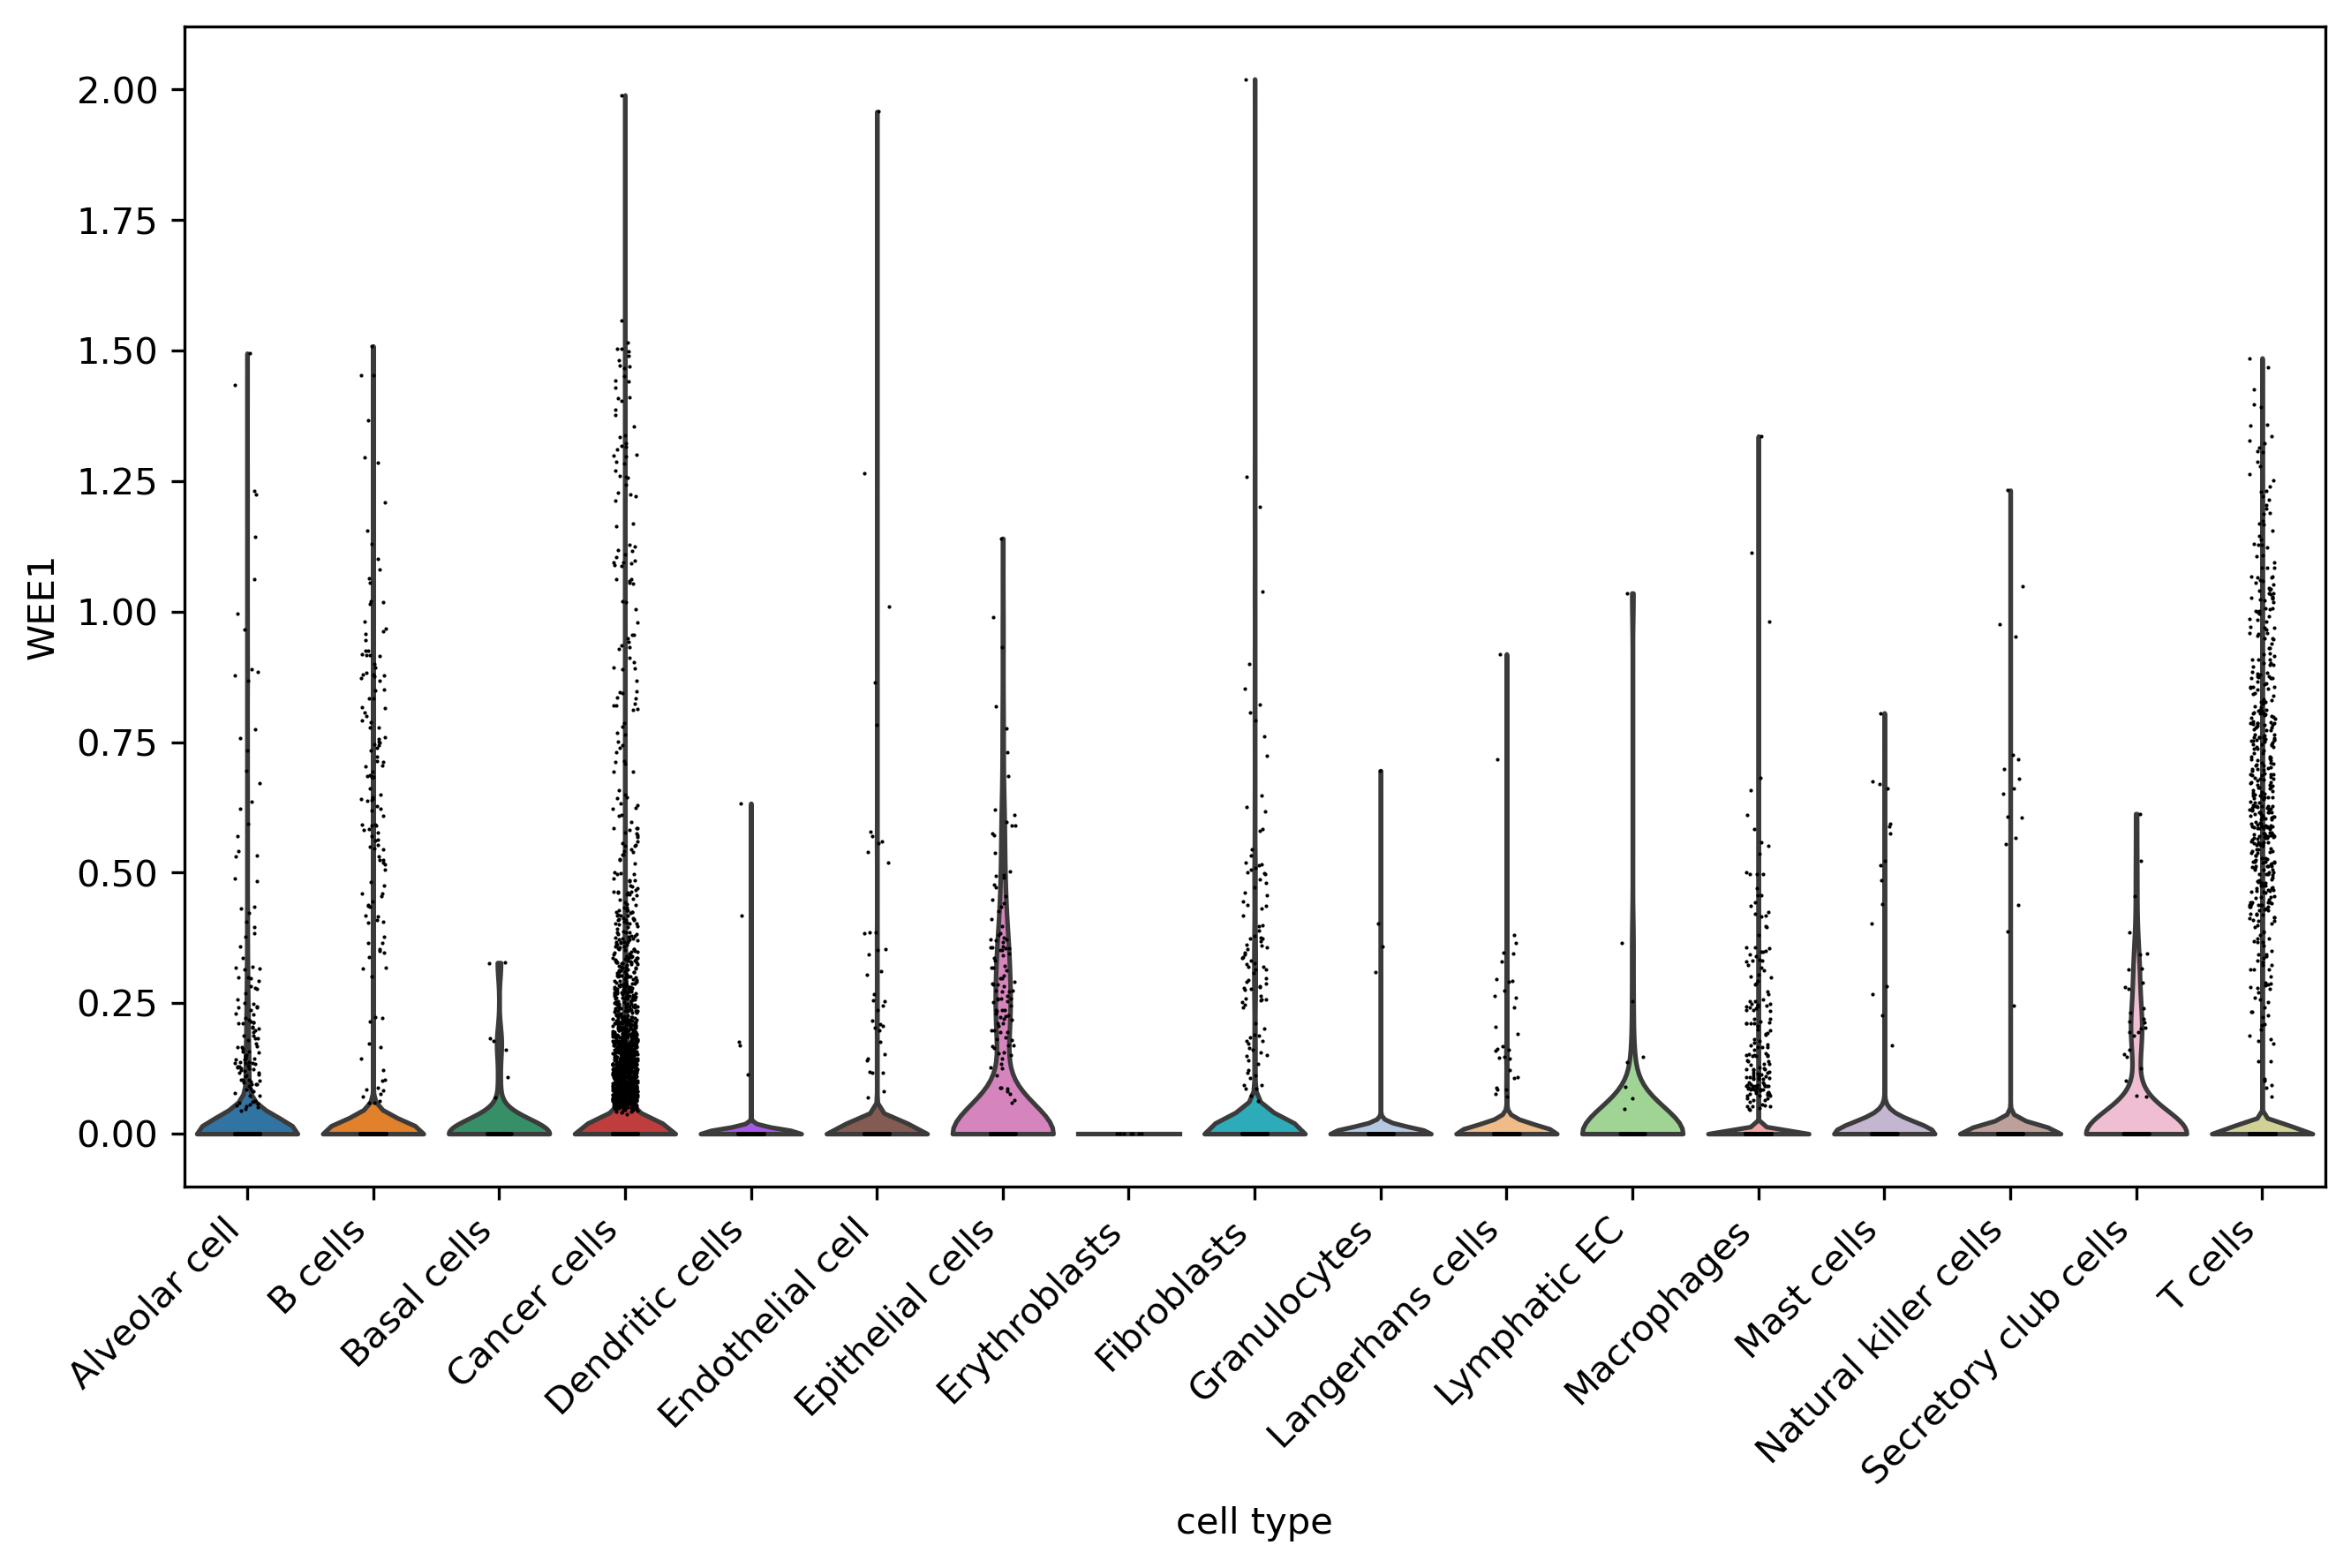 2.00
1.75
1.50
1.25
1.00
0.75
0.50
0.25
0.00
WEE1
Alveolar cell
B cells
Basal cells
Cancer cells
Dendritic cells
Endothelial cell
Epithelial cells
Erythroblasts
Fibroblasts
Granulocytes
Langerhans cells
Lymphatic EC
Macrophages
Mast cells
Natural killer cells
Secretory club cells
T cells
cell type